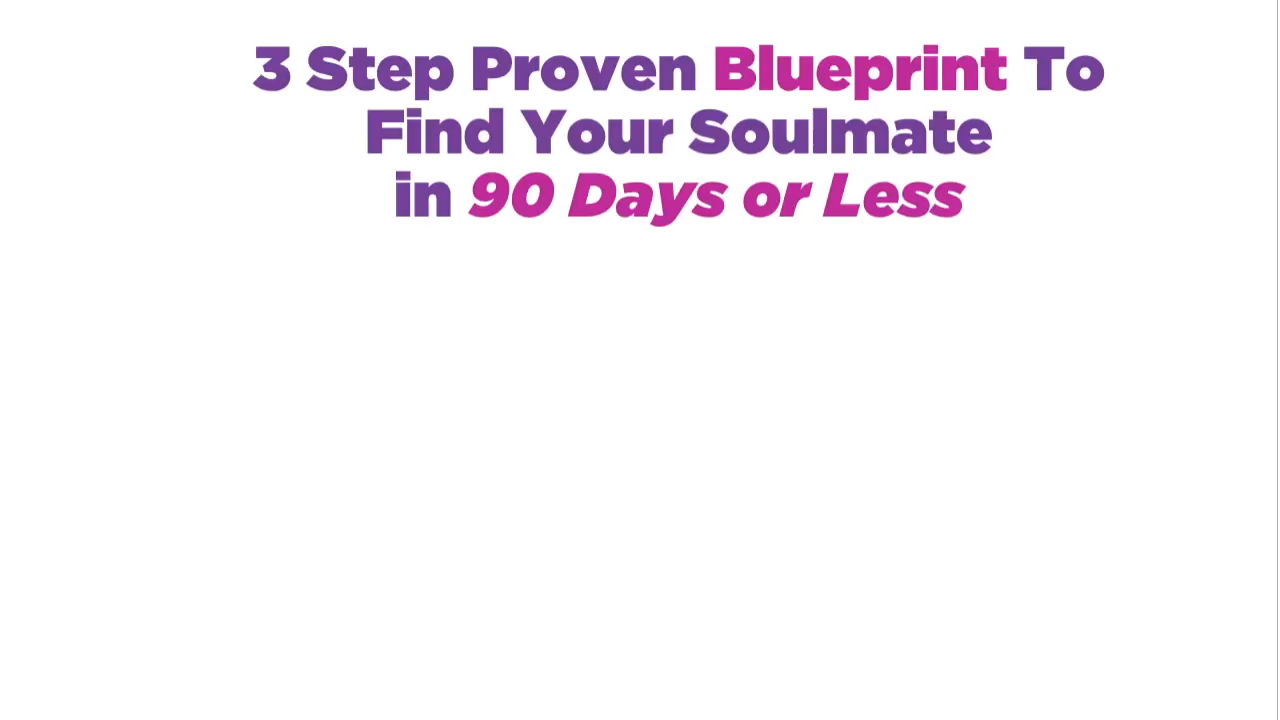 3 Step Proven Blueprint To
Find Your Soulmate
in 90 Days or Less